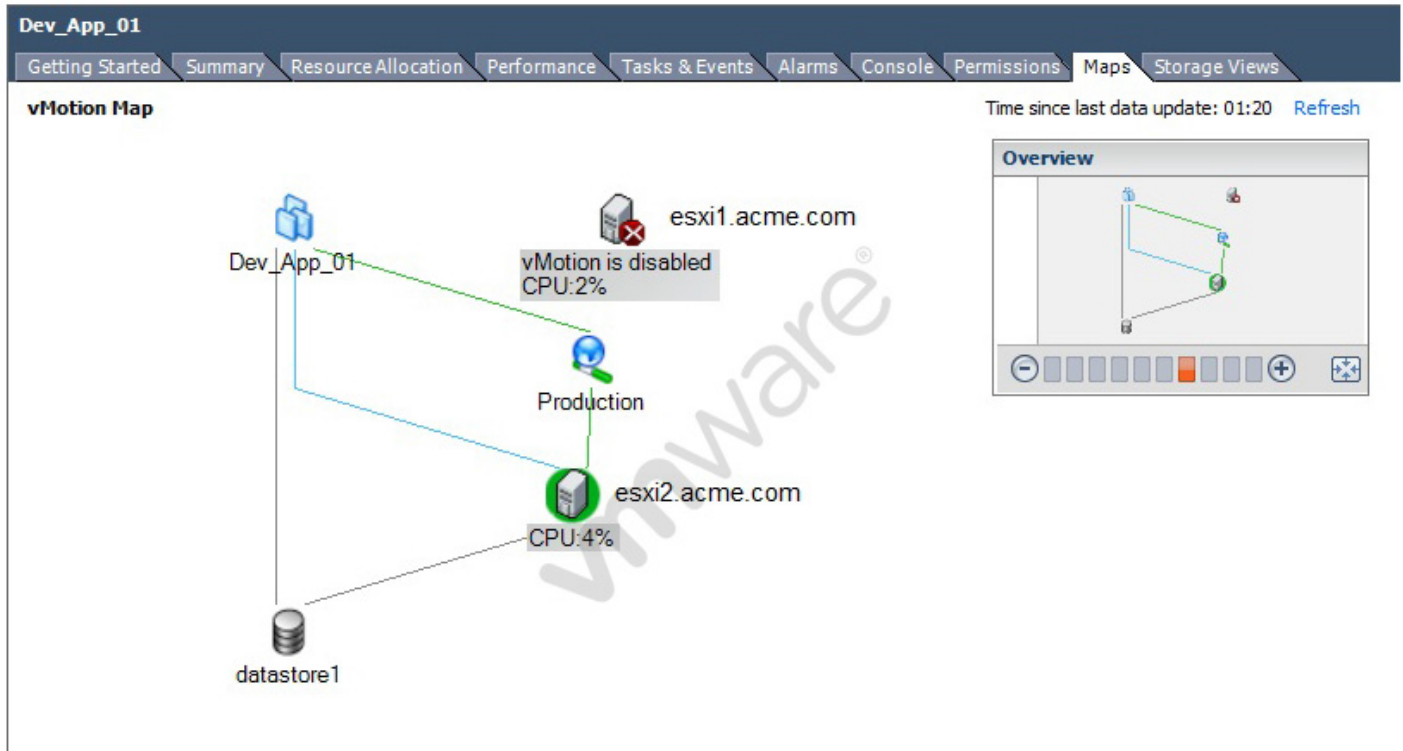 Dev_App_01
Getting Started Summary Resource Allocation Performance Tasks & Events Alarms Console Permissions Maps Storage Views
vMotion Map
Time since last data update: 01:20 Refresh
Overview
Dev_App_01
esxi1.acme.com
vMotion is disabled
CPU:2%
Production
esxi2.acme.com
CPU:4%
datastore1
vmware®